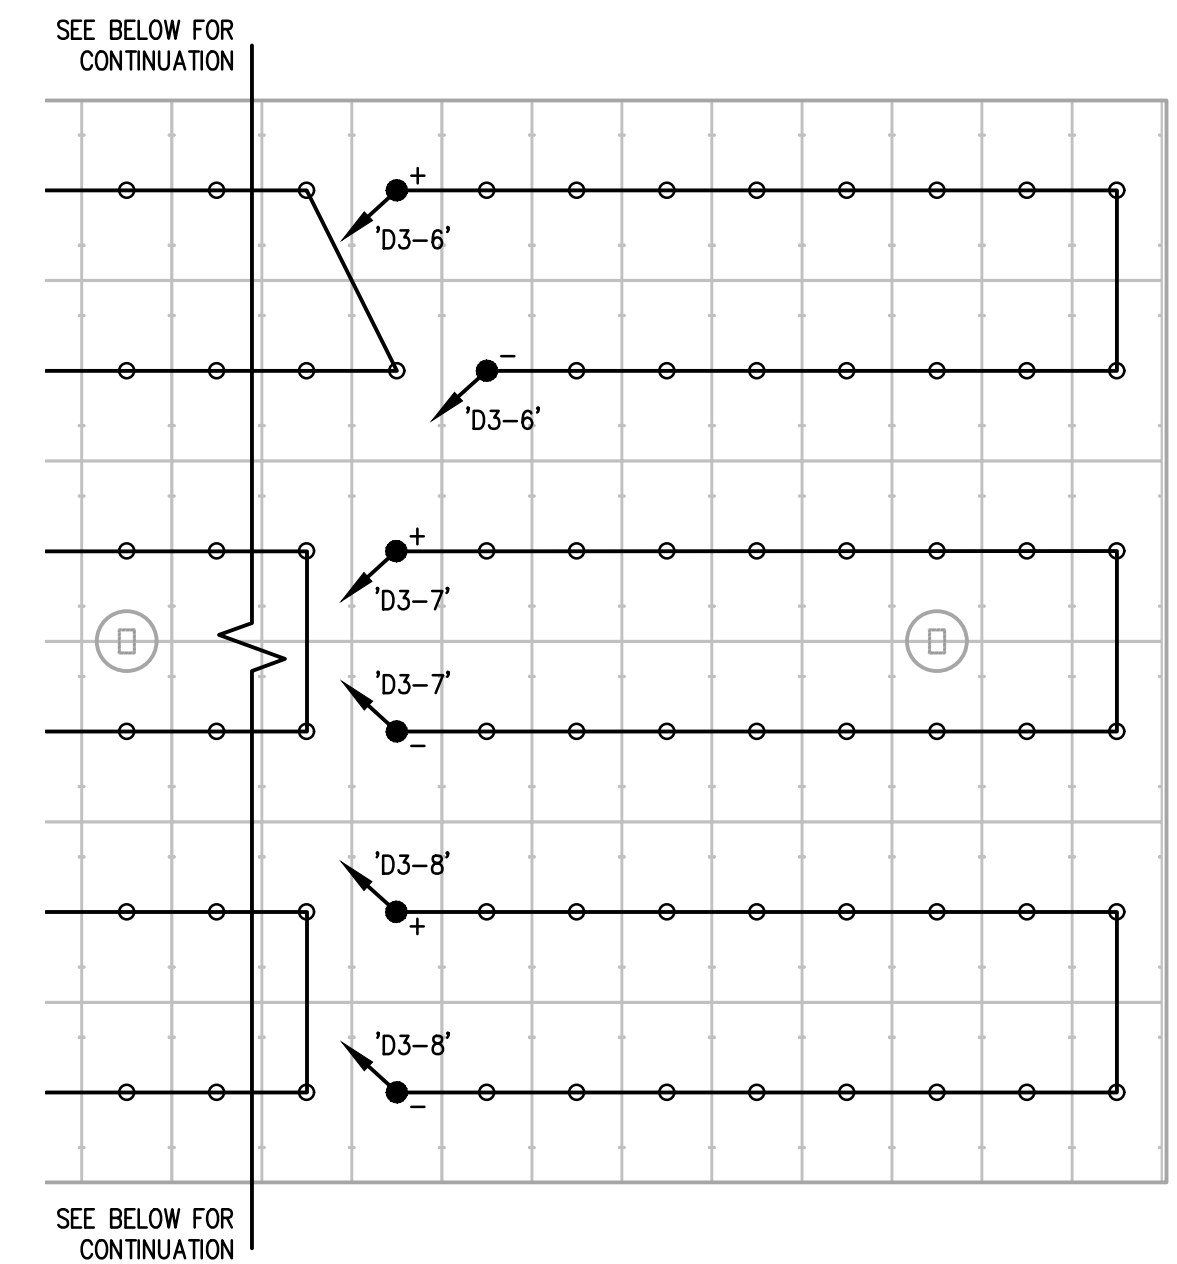 SEE BELOW FOR
CONTINUATION
+
'D3-6'
−
'D3-6'
+
'D3-7'
'D3-7'
−
'D3-8'
+
'D3-8'
−
SEE BELOW FOR
CONTINUATION